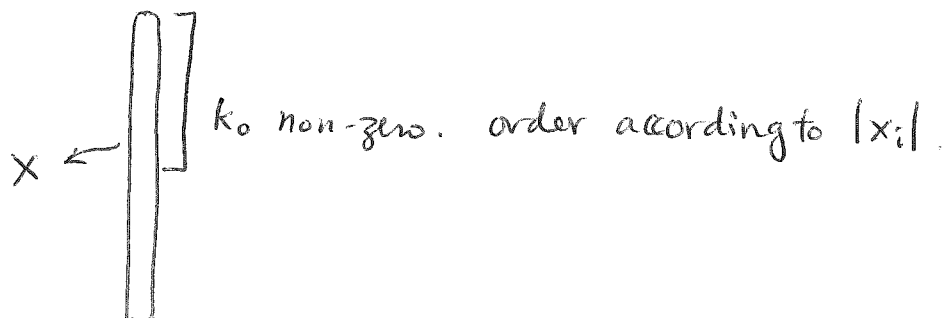 k₀ non-zero. order according to |xᵢ|.
X